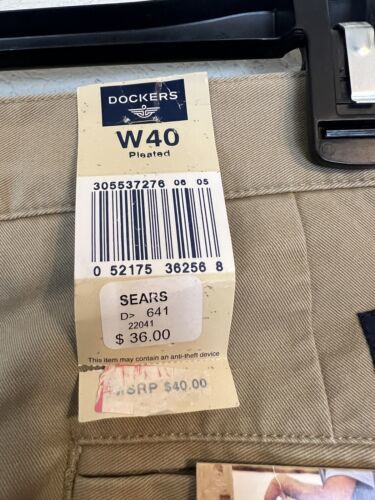 DOCKERS
W40
Pleated
305537276 06 05
0 52175 36256 8
SEARS
D> 641
22041
$ 36.00
This item may contain an anti-theft device
MSRP $40.00